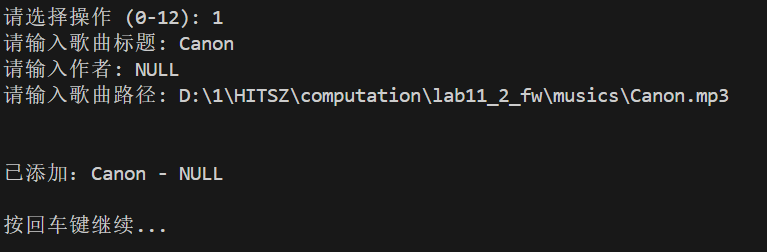 请选择操作 (0-12): 1
请输入歌曲标题: Canon
请输入作者: NULL
请输入歌曲路径: D:\1\HITSZ\computation\lab11_2_fw\musics\Canon.mp3
已添加：Canon - NULL
按回车键继续...